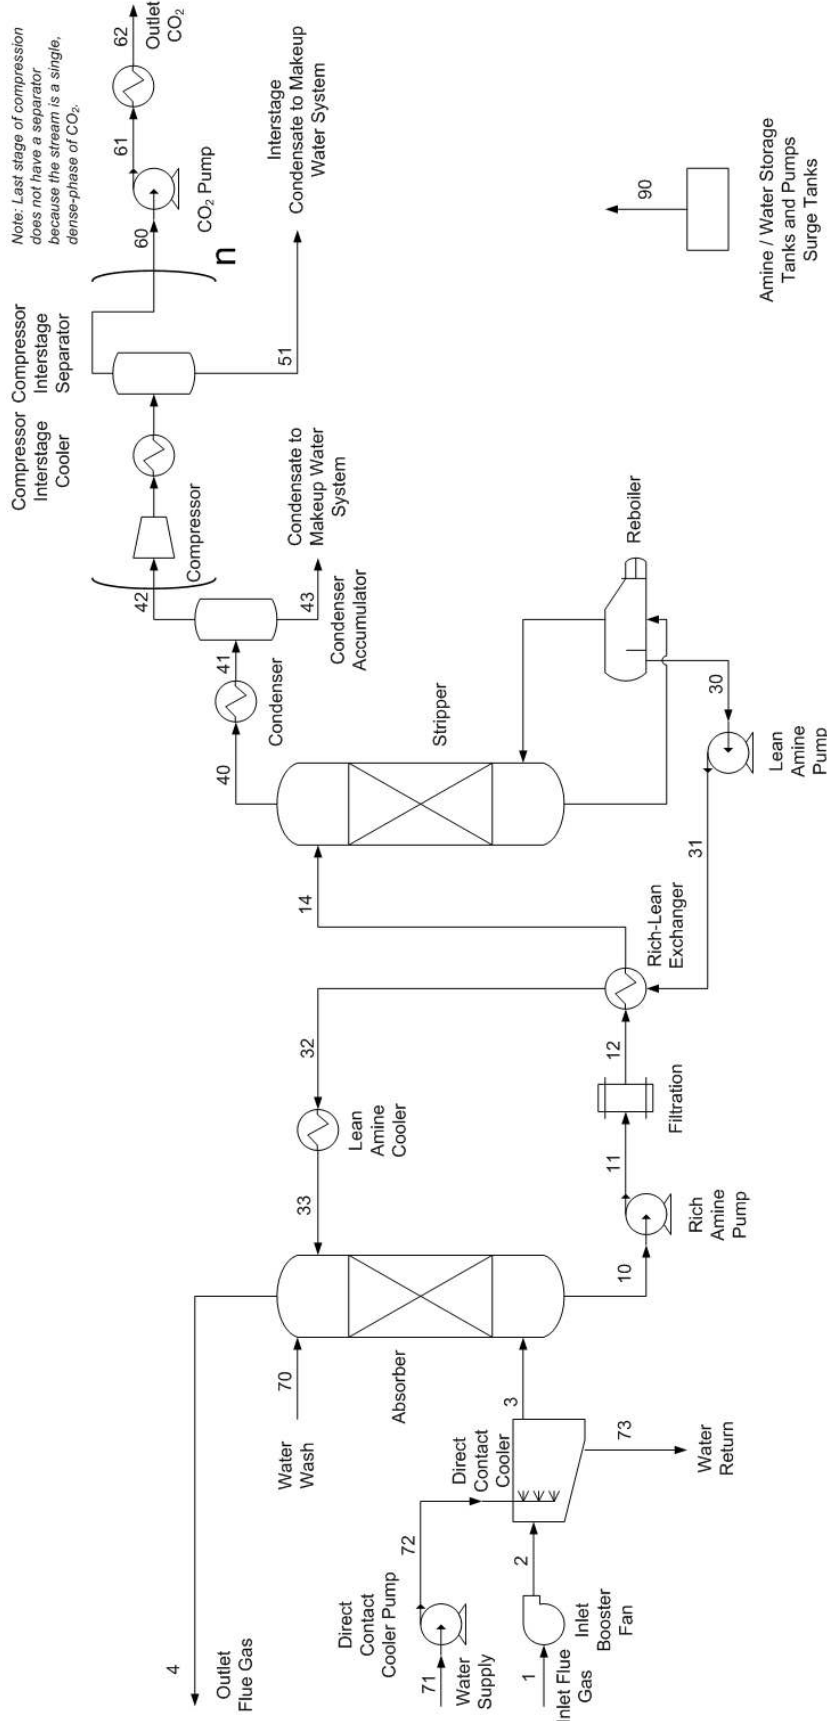 Note: Last stage of compression
does not have a separator
because the stream is a single,
dense-phase of CO₂.
62
Outlet
CO₂
61
CO₂ Pump
60
n
Interstage
Condensate to Makeup
Water System
51
Compressor
Interstage
Separator
Compressor
Interstage
Cooler
Compressor
42
43
Condensate to
Makeup Water
System
Condenser
Accumulator
41
Condenser
40
Stripper
Reboiler
30
Lean
Amine
Pump
31
14
Rich-Lean
Exchanger
32
12
Lean
Amine
Cooler
Filtration
33
11
Rich
Amine
Pump
10
70
Water
Wash
Absorber
3
Direct
Contact
Cooler
73
Water
Return
72
Direct
Contact
Cooler Pump
71
Water
Supply
2
Inlet
Booster
Fan
1
Inlet Flue
Gas
4
Outlet
Flue Gas
90
Amine / Water Storage
Tanks and Pumps
Surge Tanks